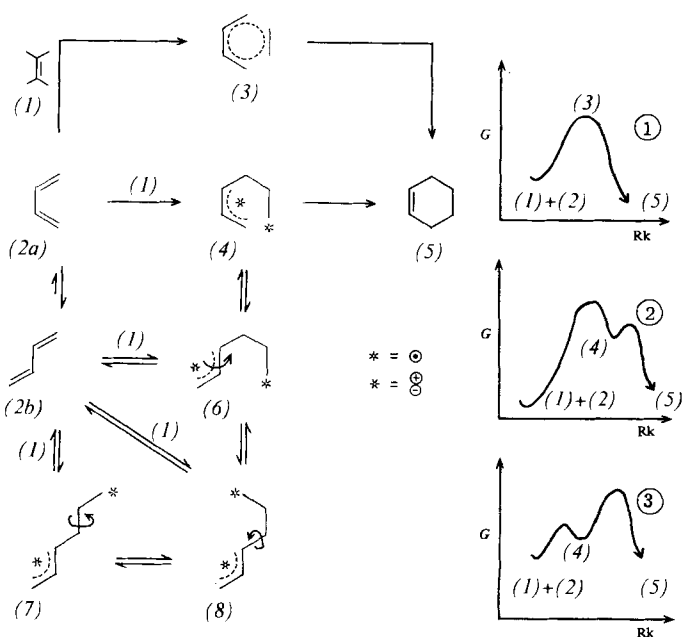 (1)
(3)
(1)
(2a)
(4)
(5)
(1)
(2b)
(6)
(1)
(1)
(7)
(8)
* = ⊙
* = ⊕
⊖
G
(3)
①
(1)+(2)
(5)
Rk
G
②
(4)
(1)+(2)
(5)
Rk
G
③
(4)
(1)+(2)
(5)
Rk